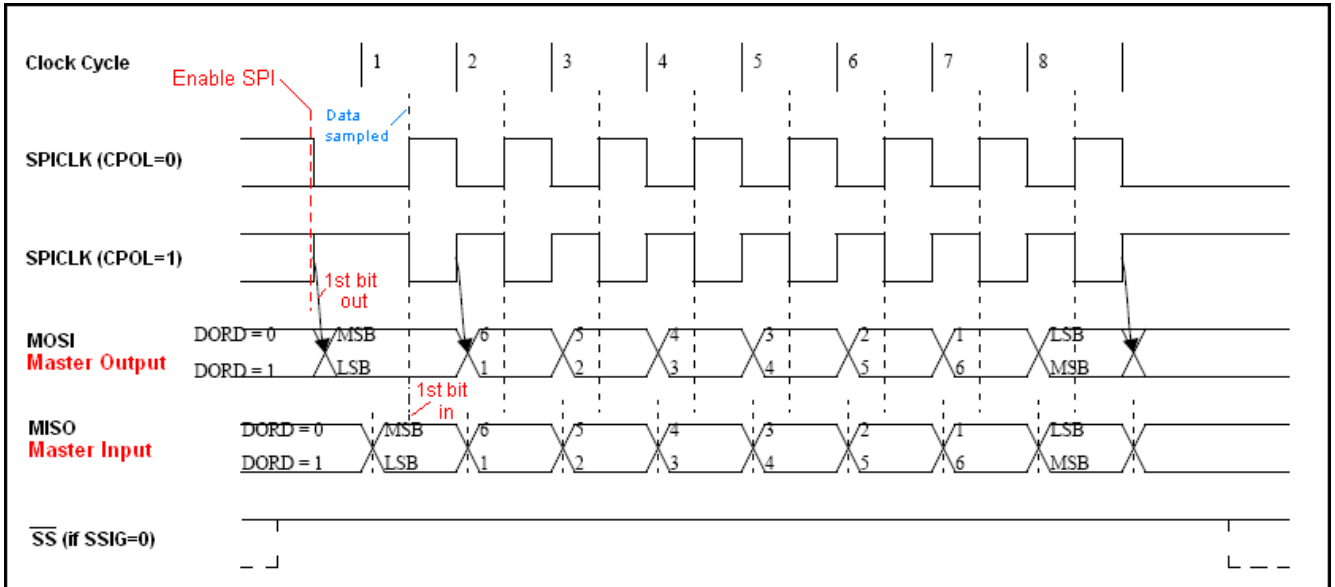 Clock Cycle 1 2 3 4 5 6 7 8
Enable SPI
Data
sampled
SPICLK (CPOL=0)
SPICLK (CPOL=1)
1st bit
out
DORD = 0 MSB 6 5 4 3 2 1 LSB
MOSI
Master Output
DORD = 1 LSB 1 2 3 4 5 6 MSB
1st bit
in
MISO
DORD = 0 MSB 6 5 4 3 2 1 LSB
Master Input
DORD = 1 LSB 1 2 3 4 5 6 MSB
SS (if SSIG=0)